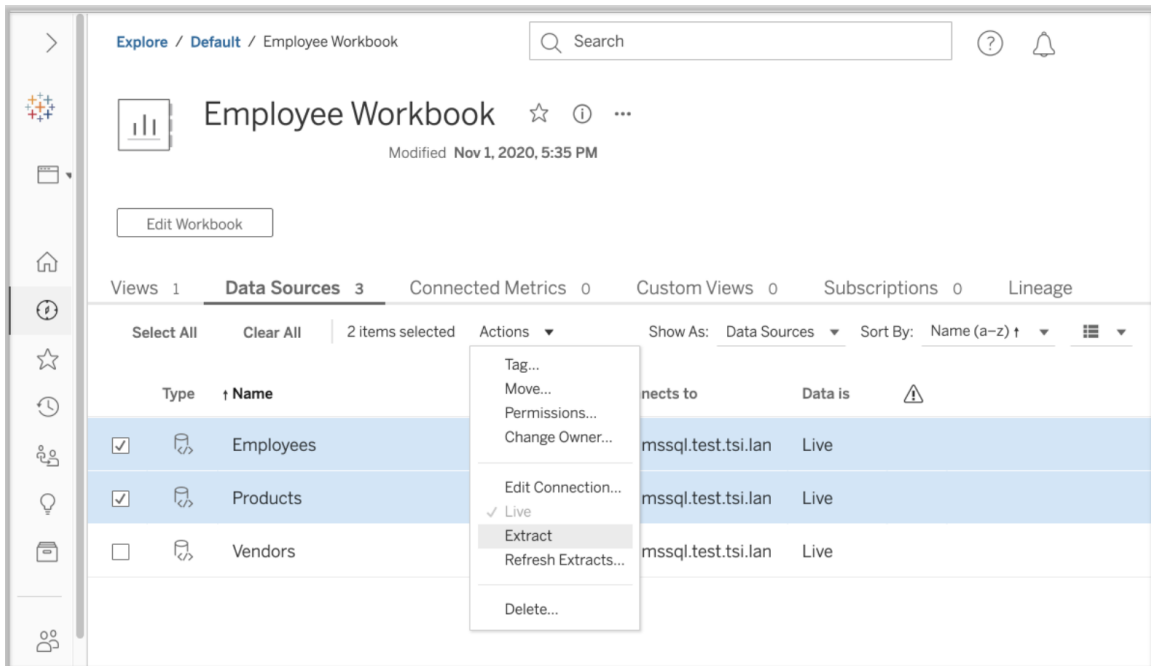 Explore / Default / Employee Workbook
Search
Employee Workbook
Modified Nov 1, 2020, 5:35 PM
Edit Workbook
Views 1 Data Sources 3 Connected Metrics 0 Custom Views 0 Subscriptions 0 Lineage
Select All Clear All 2 items selected Actions Show As: Data Sources Sort By: Name (a–z) ↑
Tag...
Move...
Permissions...
Change Owner...
Edit Connection...
✓ Live
Extract
Refresh Extracts...
Delete...
Type ↑ Name Data is
Employees mssql.test.tsi.lan Live
Products mssql.test.tsi.lan Live
Vendors mssql.test.tsi.lan Live